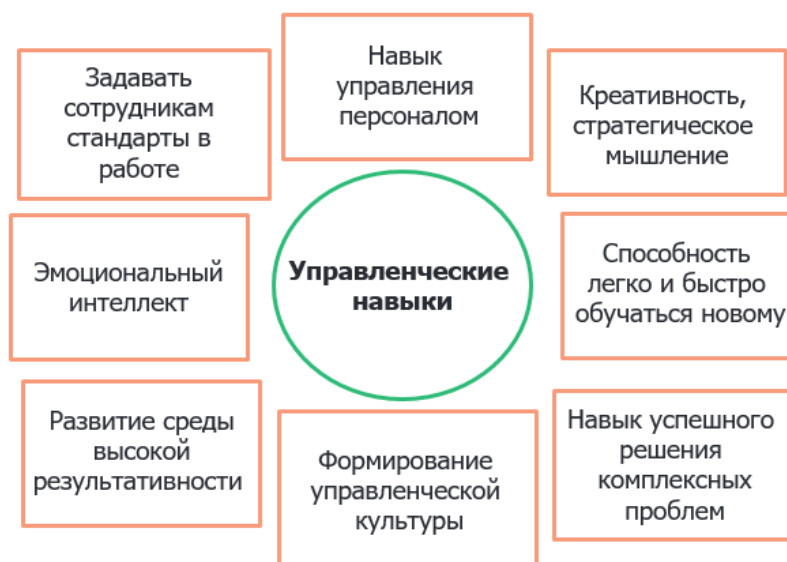 Задавать
сотрудникам
стандарты в
работе
Навык
управления
персоналом
Креативность,
стратегическое
мышление
Эмоциональный
интеллект
Управленческие
навыки
Способность
легко и быстро
обучаться новому
Развитие среды
высокой
результативности
Формирование
управленческой
культуры
Навык успешного
решения
комплексных
проблем